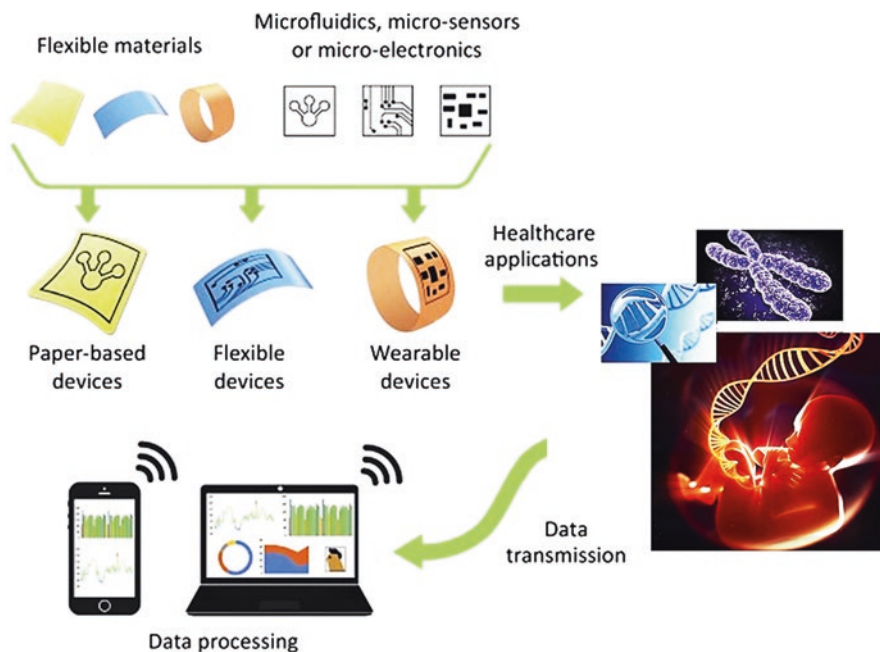 Flexible materials
Microfluidics, micro-sensors
or micro-electronics
Paper-based
devices
Flexible
devices
Wearable
devices
Healthcare
applications
Data
transmission
Data processing